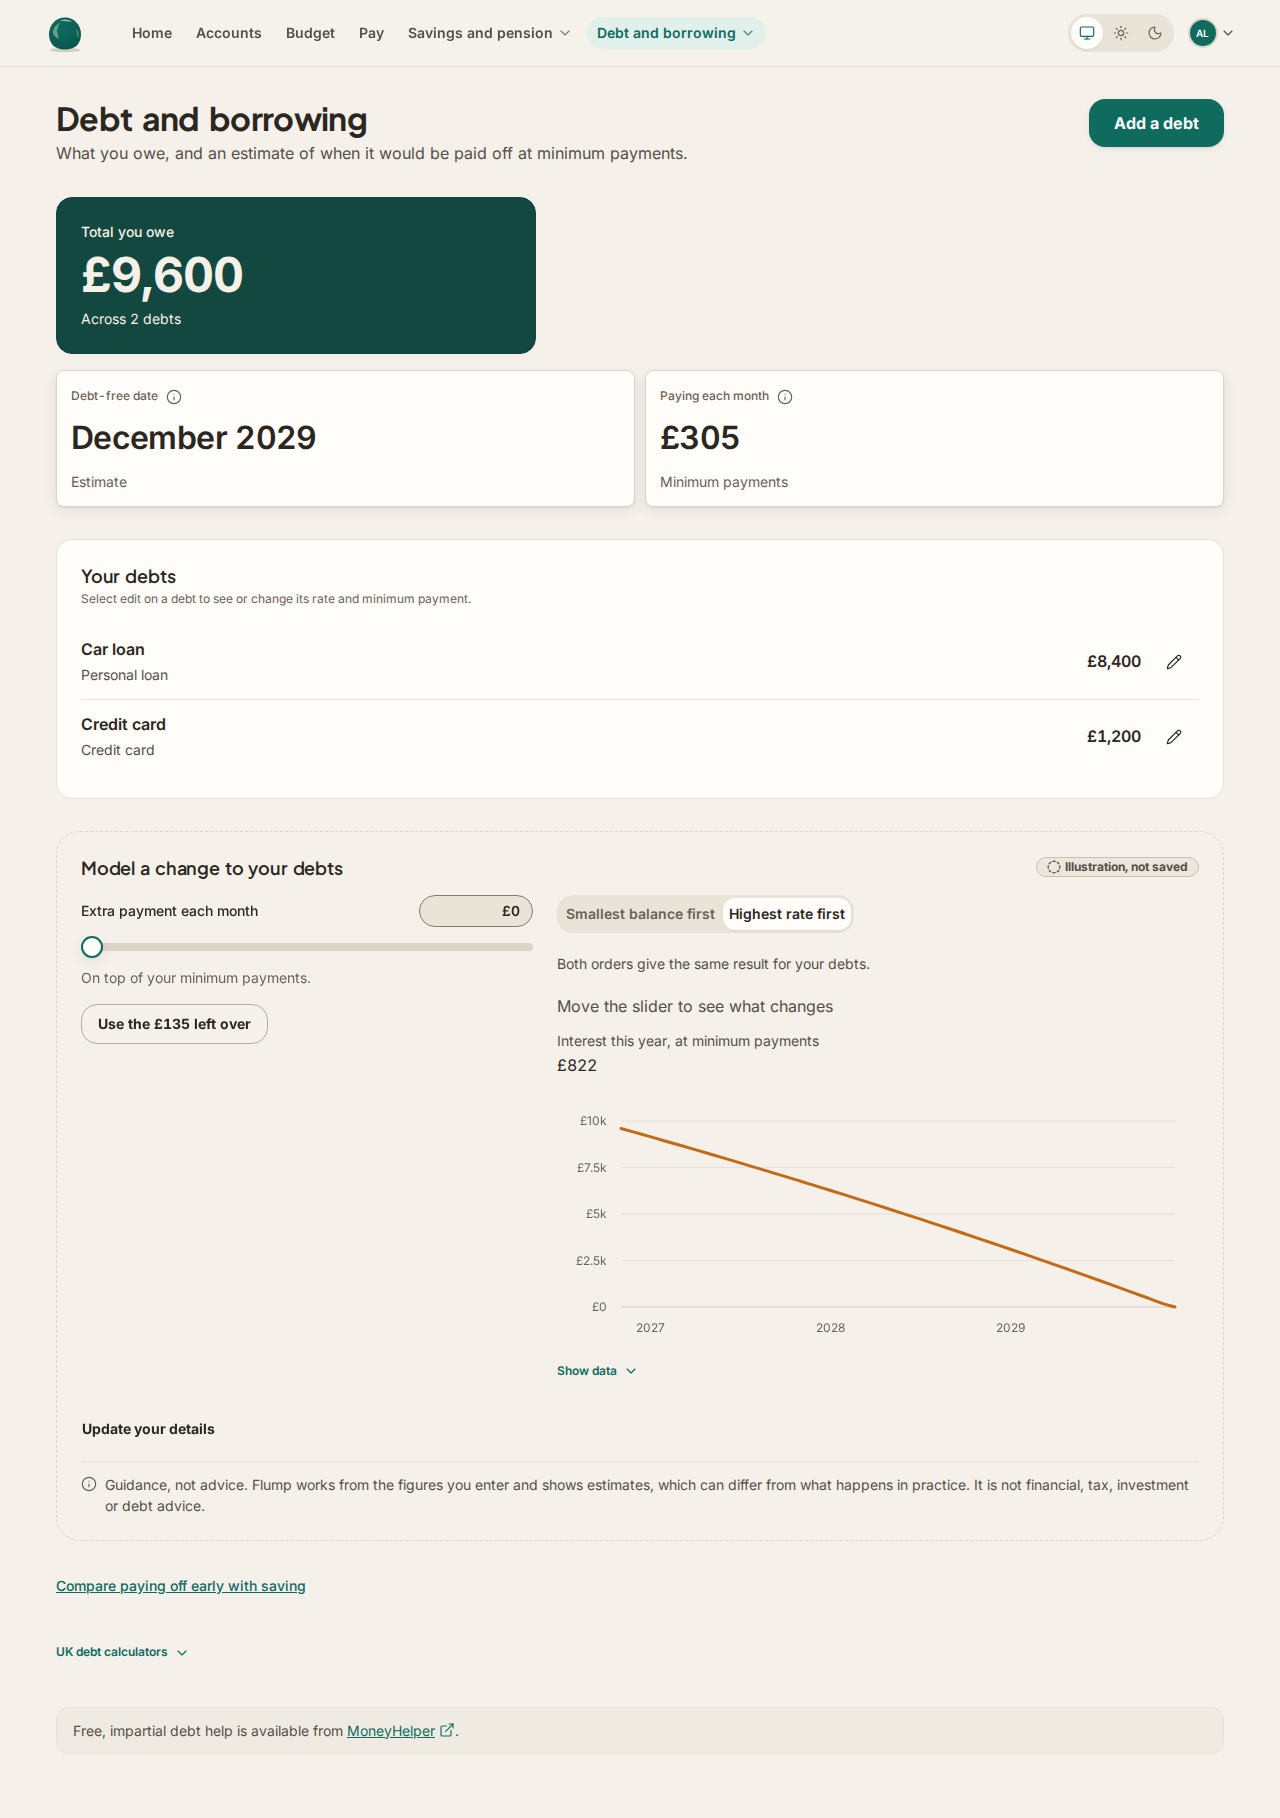 Home
Accounts
Budget
Pay
Savings and pension
Debt and borrowing
AL
Debt and borrowing
What you owe, and an estimate of when it would be paid off at minimum payments.
Add a debt
Total you owe
£9,600
Across 2 debts
Debt-free date
December 2029
Estimate
Paying each month
£305
Minimum payments
Your debts
Select edit on a debt to see or change its rate and minimum payment.
Car loan
Personal loan
£8,400
Credit card
Credit card
£1,200
Model a change to your debts
Illustration, not saved
Extra payment each month
£0
On top of your minimum payments.
Use the £135 left over
Smallest balance first
Highest rate first
Both orders give the same result for your debts.
Move the slider to see what changes
Interest this year, at minimum payments
£822
£10k
£7.5k
£5k
£2.5k
£0
2027
2028
2029
Show data
Update your details
Guidance, not advice. Flump works from the figures you enter and shows estimates, which can differ from what happens in practice. It is not financial, tax, investment
or debt advice.
Compare paying off early with saving
UK debt calculators
Free, impartial debt help is available from MoneyHelper.